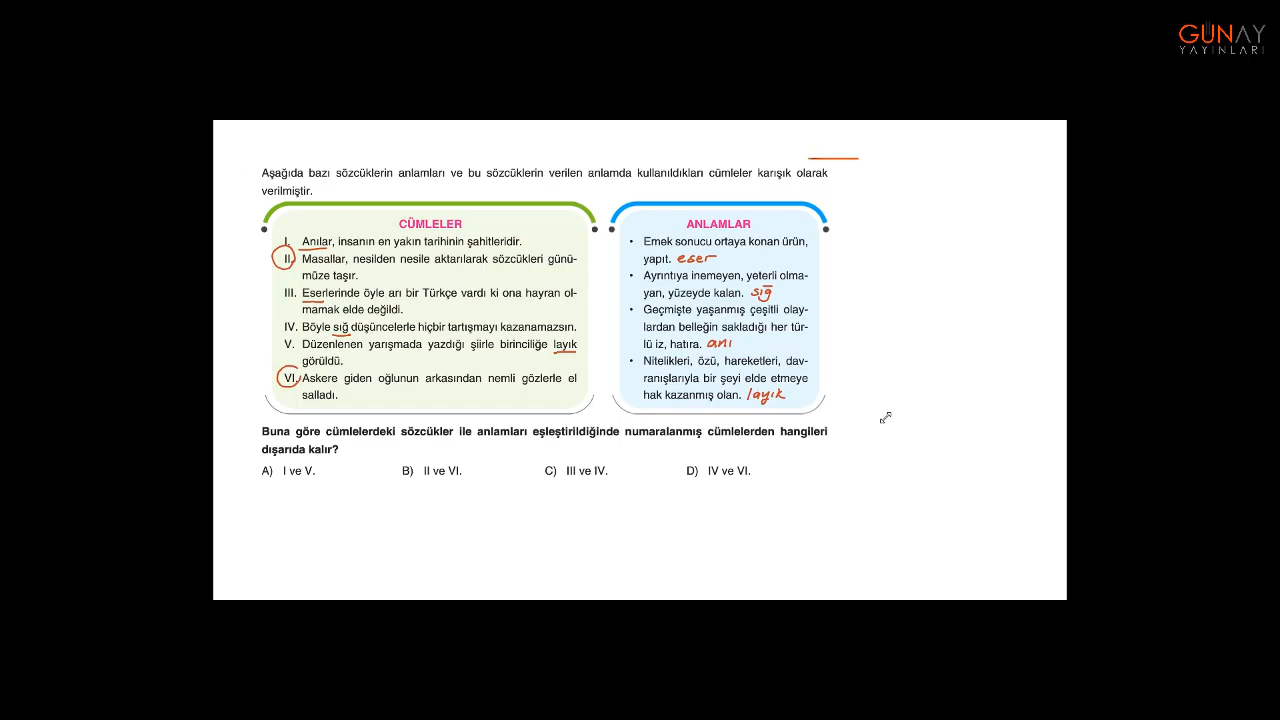 GÜNAY
YAYINLARI
Aşağıda bazı sözcüklerin anlamları ve bu sözcüklerin verilen anlamda kullanıldıkları cümleler karışık olarak
verilmiştir.
CÜMLELER
I. Anılar, insanın en yakın tarihinin şahitleridir.
II. Masallar, nesilden nesile aktarılarak sözcükleri günü-
müze taşır.
III. Eserlerinde öyle arı bir Türkçe vardı ki ona hayran ol-
mamak elde değildi.
IV. Böyle sığ düşüncelerle hiçbir tartışmayı kazanamazsın.
V. Düzenlenen yarışmada yazdığı şiirle birinciliğe layık
görüldü.
VI. Askere giden oğlunun arkasından nemli gözlerle el
salladı.
ANLAMLAR
• Emek sonucu ortaya konan ürün,
yapıt. eser
• Ayrıntıya inemeyen, yeterli olma-
yan, yüzeyde kalan. sığ
• Geçmişte yaşanmış çeşitli olay-
lardan belleğin sakladığı her tür-
lü iz, hatıra. anı
• Nitelikleri, özü, hareketleri, dav-
ranışlarıyla bir şeyi elde etmeye
hak kazanmış olan. layık
Buna göre cümlelerdeki sözcükler ile anlamları eşleştirildiğinde numaralanmış cümlelerden hangileri
dışarıda kalır?
A) I ve V. B) II ve VI. C) III ve IV. D) IV ve VI.